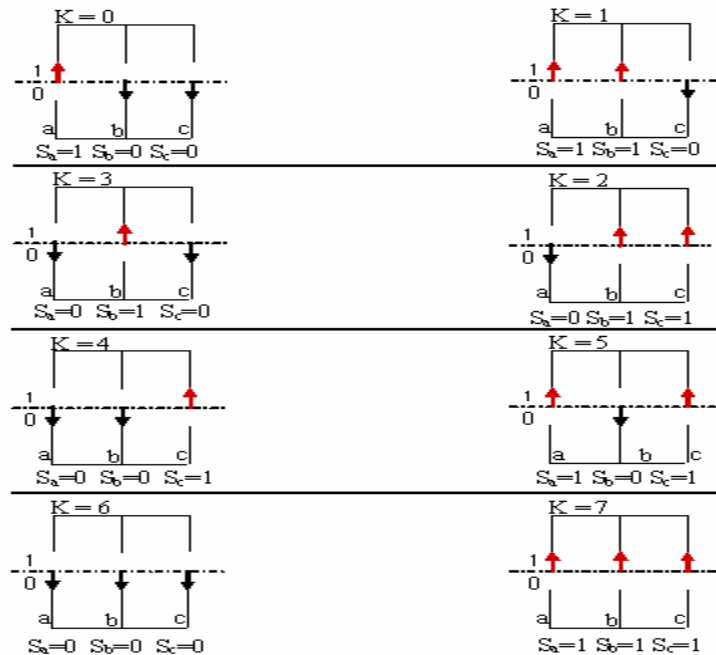 K = 0
1
0
a b c
Sa=1 Sb=0 Sc=0
K = 1
1
0
a b c
Sa=1 Sb=1 Sc=0
K = 3
1
0
a b c
Sa=0 Sb=1 Sc=0
K = 2
1
0
a b c
Sa=0 Sb=1 Sc=1
K = 4
1
0
a b c
Sa=0 Sb=0 Sc=1
K = 5
1
0
a b c
Sa=1 Sb=0 Sc=1
K = 6
1
0
a b c
Sa=0 Sb=0 Sc=0
K = 7
1
0
a b c
Sa=1 Sb=1 Sc=1